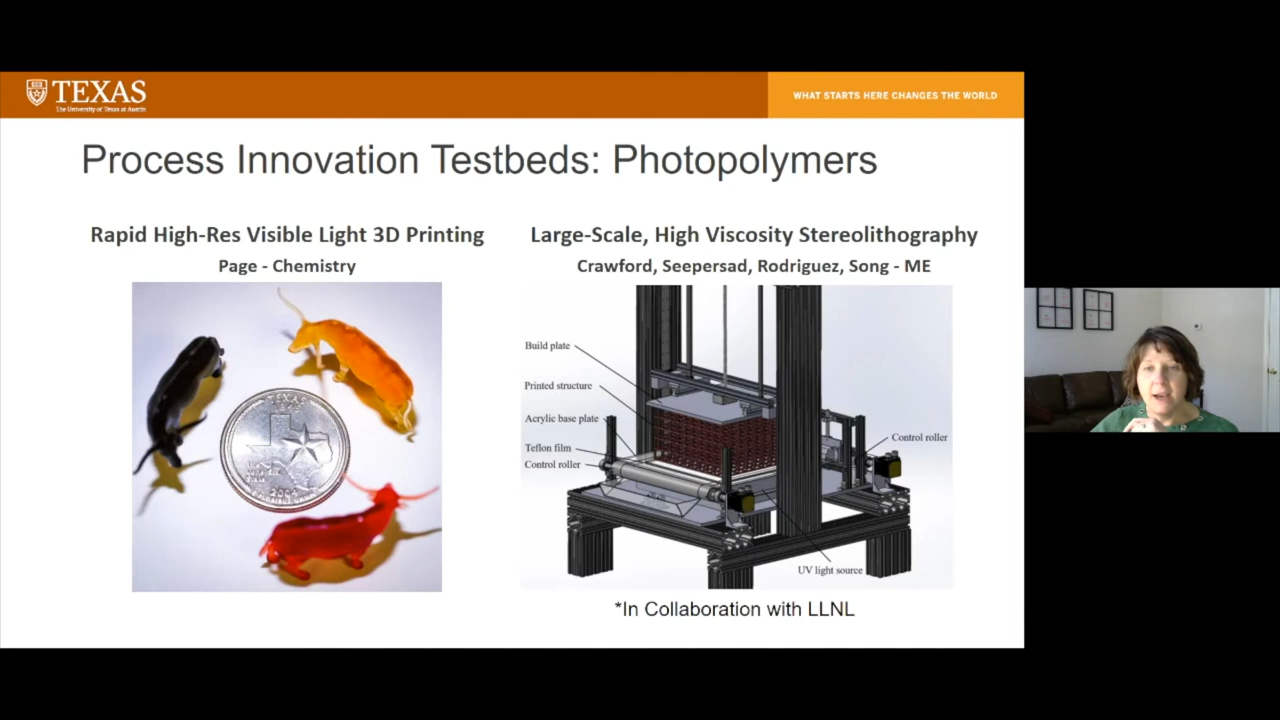 TEXAS
The University of Texas at Austin
WHAT STARTS HERE CHANGES THE WORLD
Process Innovation Testbeds: Photopolymers
Rapid High-Res Visible Light 3D Printing
Page - Chemistry
TEXAS
2004
Large-Scale, High Viscosity Stereolithography
Crawford, Seepersad, Rodriguez, Song - ME
Build plate
Printed structure
Acrylic base plate
Teflon film
Control roller
Control roller
UV light source
*In Collaboration with LLNL